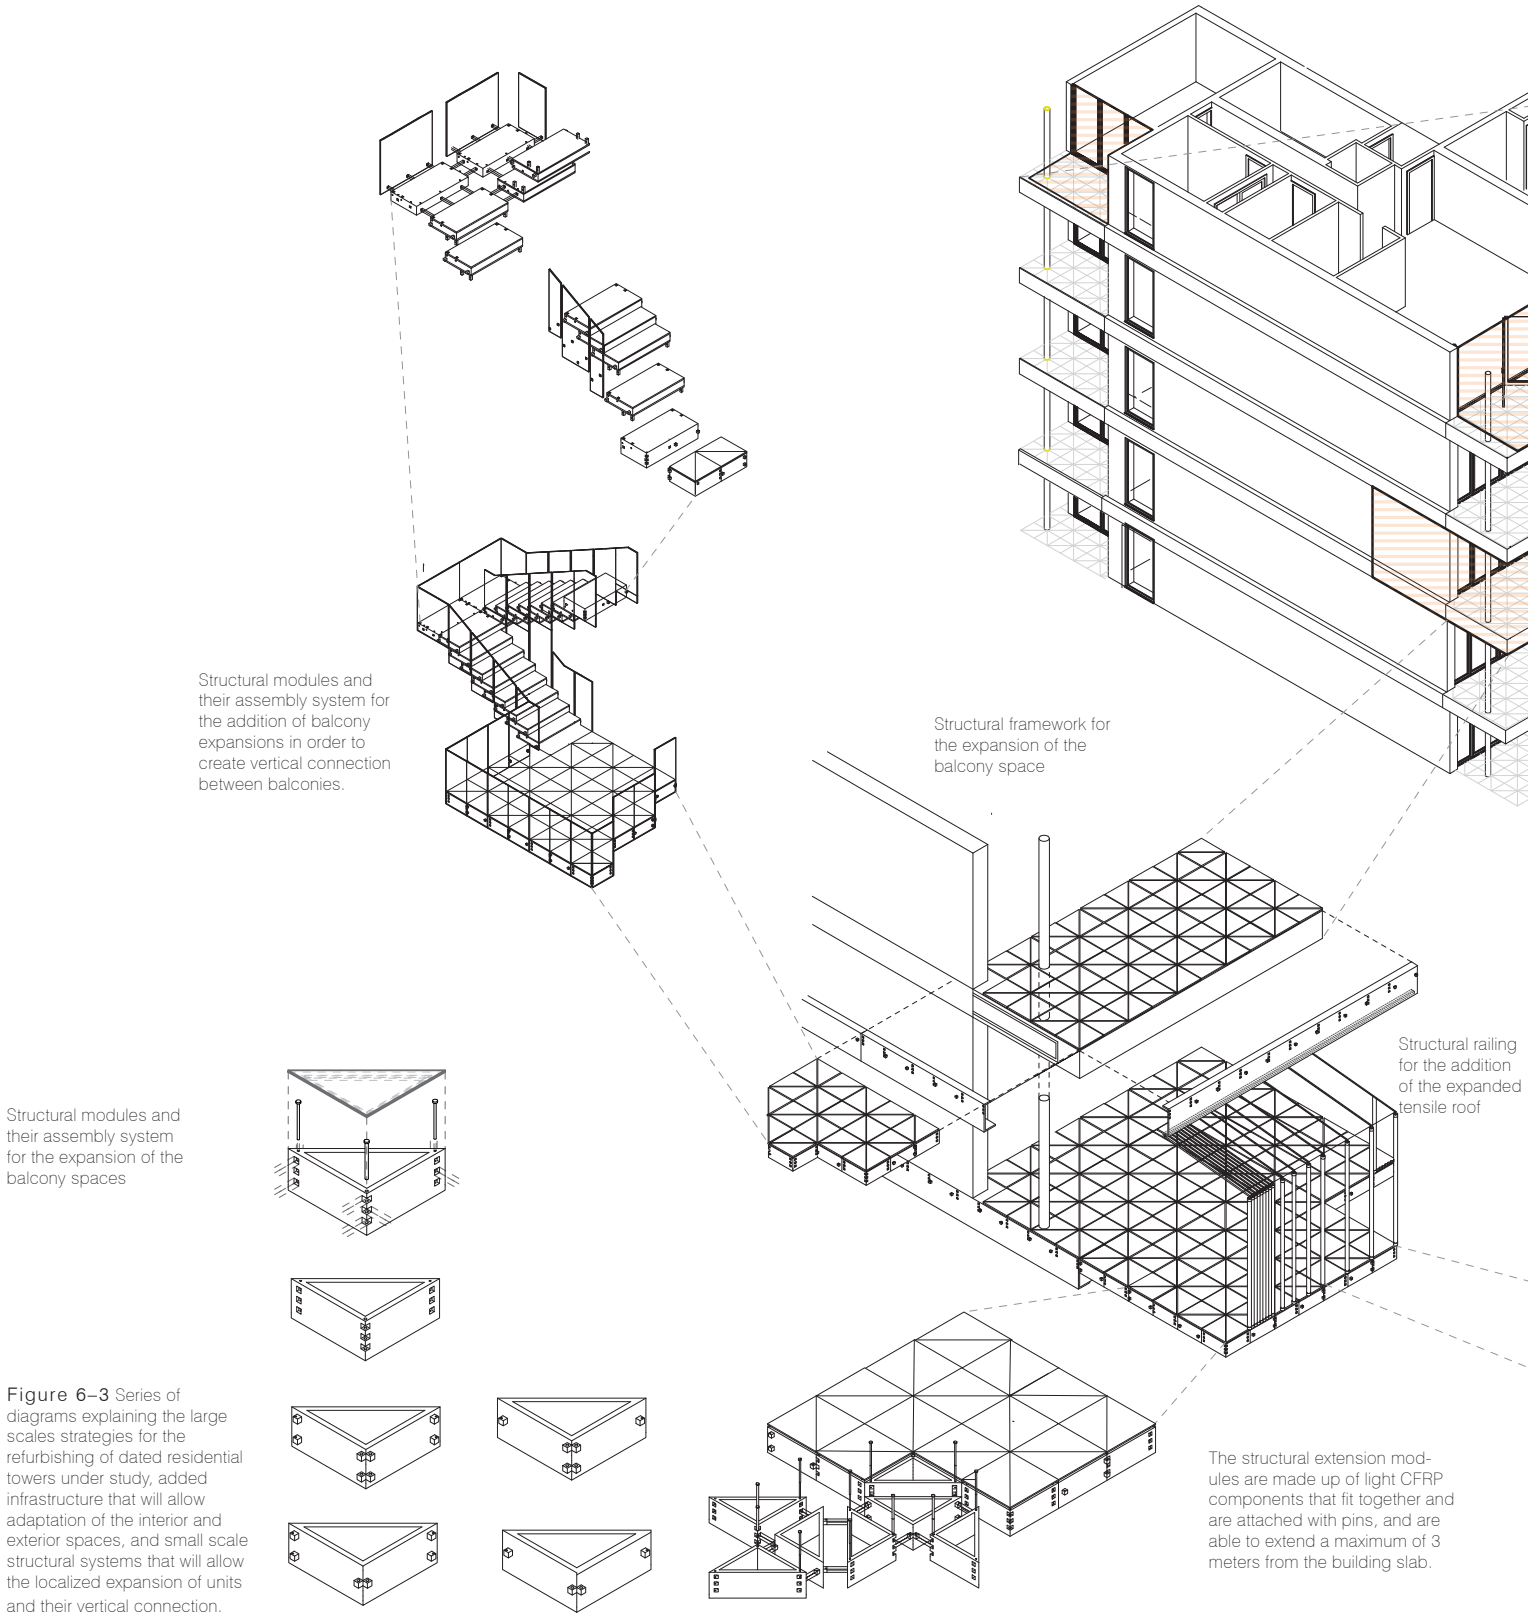 Structural modules and
their assembly system for
the addition of balcony
expansions in order to
create vertical connection
between balconies.
Structural framework for
the expansion of the
balcony space
Structural railing
for the addition
of the expanded
tensile roof
Structural modules and
their assembly system
for the expansion of the
balcony spaces
Figure 6–3 Series of
diagrams explaining the large
scales strategies for the
refurbishing of dated residential
towers under study, added
infrastructure that will allow
adaptation of the interior and
exterior spaces, and small scale
structural systems that will allow
the localized expansion of units
and their vertical connection.
The structural extension mod-
ules are made up of light CFRP
components that fit together and
are attached with pins, and are
able to extend a maximum of 3
meters from the building slab.